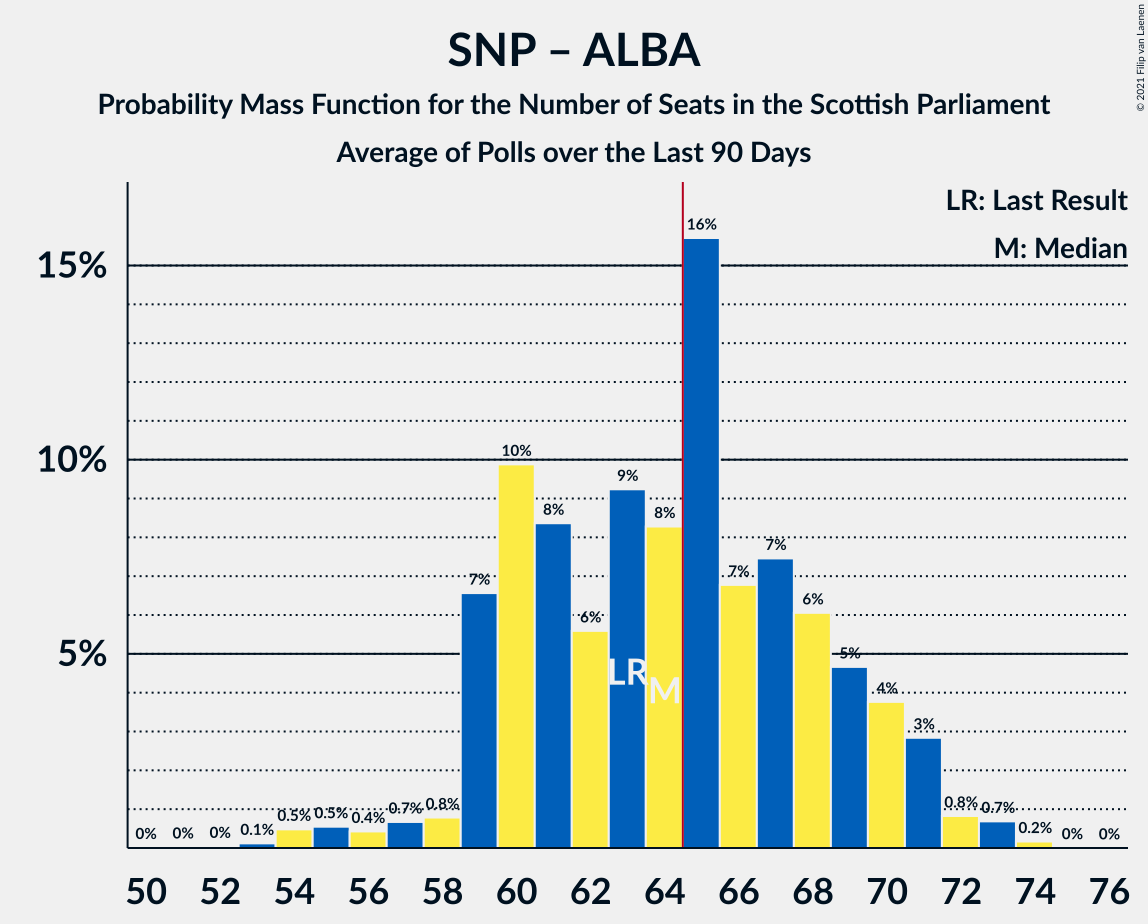 SNP – ALBA
Probability Mass Function for the Number of Seats in the Scottish Parliament
Average of Polls over the Last 90 Days
© 2021 Filip van Laenen
LR: Last Result
M: Median
15%
10%
5%
0% 0% 0% 0.1% 0.5% 0.5% 0.4% 0.7% 0.8% 7% 10% 8% 6% 9% 8% 16% 7% 7% 6% 5% 4% 3% 0.8% 0.7% 0.2% 0% 0%
LR
M
50 52 54 56 58 60 62 64 66 68 70 72 74 76